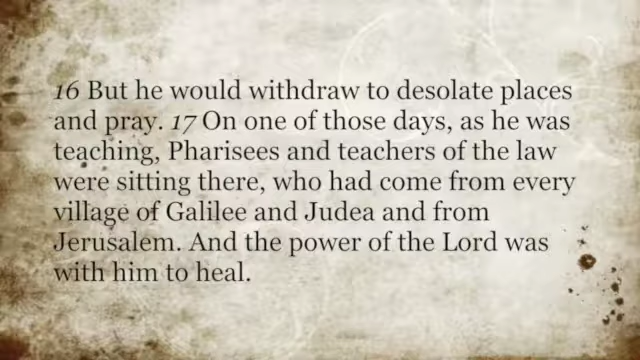 16 But he would withdraw to desolate places
and pray. 17 On one of those days, as he was
teaching, Pharisees and teachers of the law
were sitting there, who had come from every
village of Galilee and Judea and from
Jerusalem. And the power of the Lord was
with him to heal.